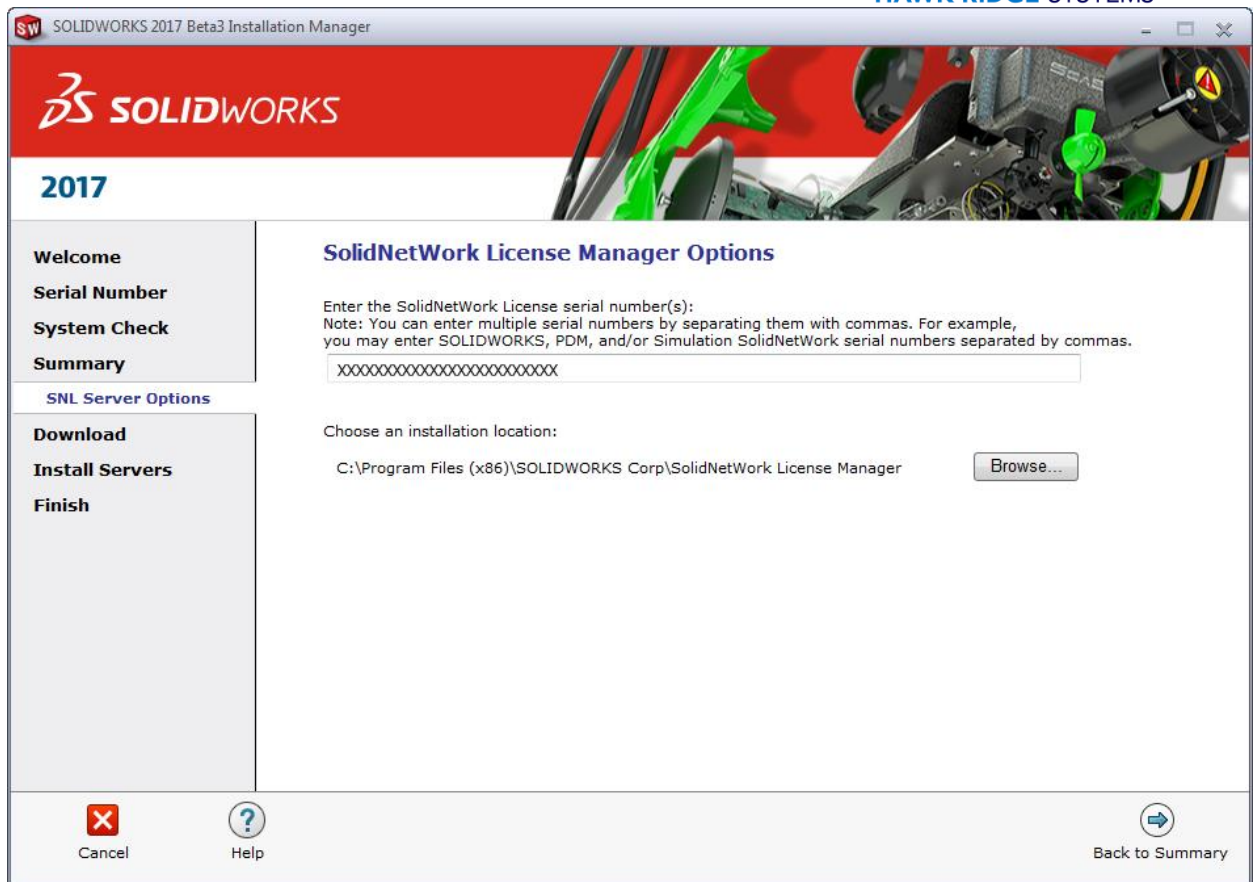 HAWK RIDGE SYSTEMS
SW SOLIDWORKS 2017 Beta3 Installation Manager
SOLIDWORKS
2017
Welcome
Serial Number
System Check
Summary
SNL Server Options
Download
Install Servers
Finish
SolidNetWork License Manager Options
Enter the SolidNetWork License serial number(s):
Note: You can enter multiple serial numbers by separating them with commas. For example,
you may enter SOLIDWORKS, PDM, and/or Simulation SolidNetWork serial numbers separated by commas.
XXXXXXXXXXXXXXXXXXXXXXXX
Choose an installation location:
C:\Program Files (x86)\SOLIDWORKS Corp\SolidNetWork License Manager
Browse...
Cancel
Help
Back to Summary